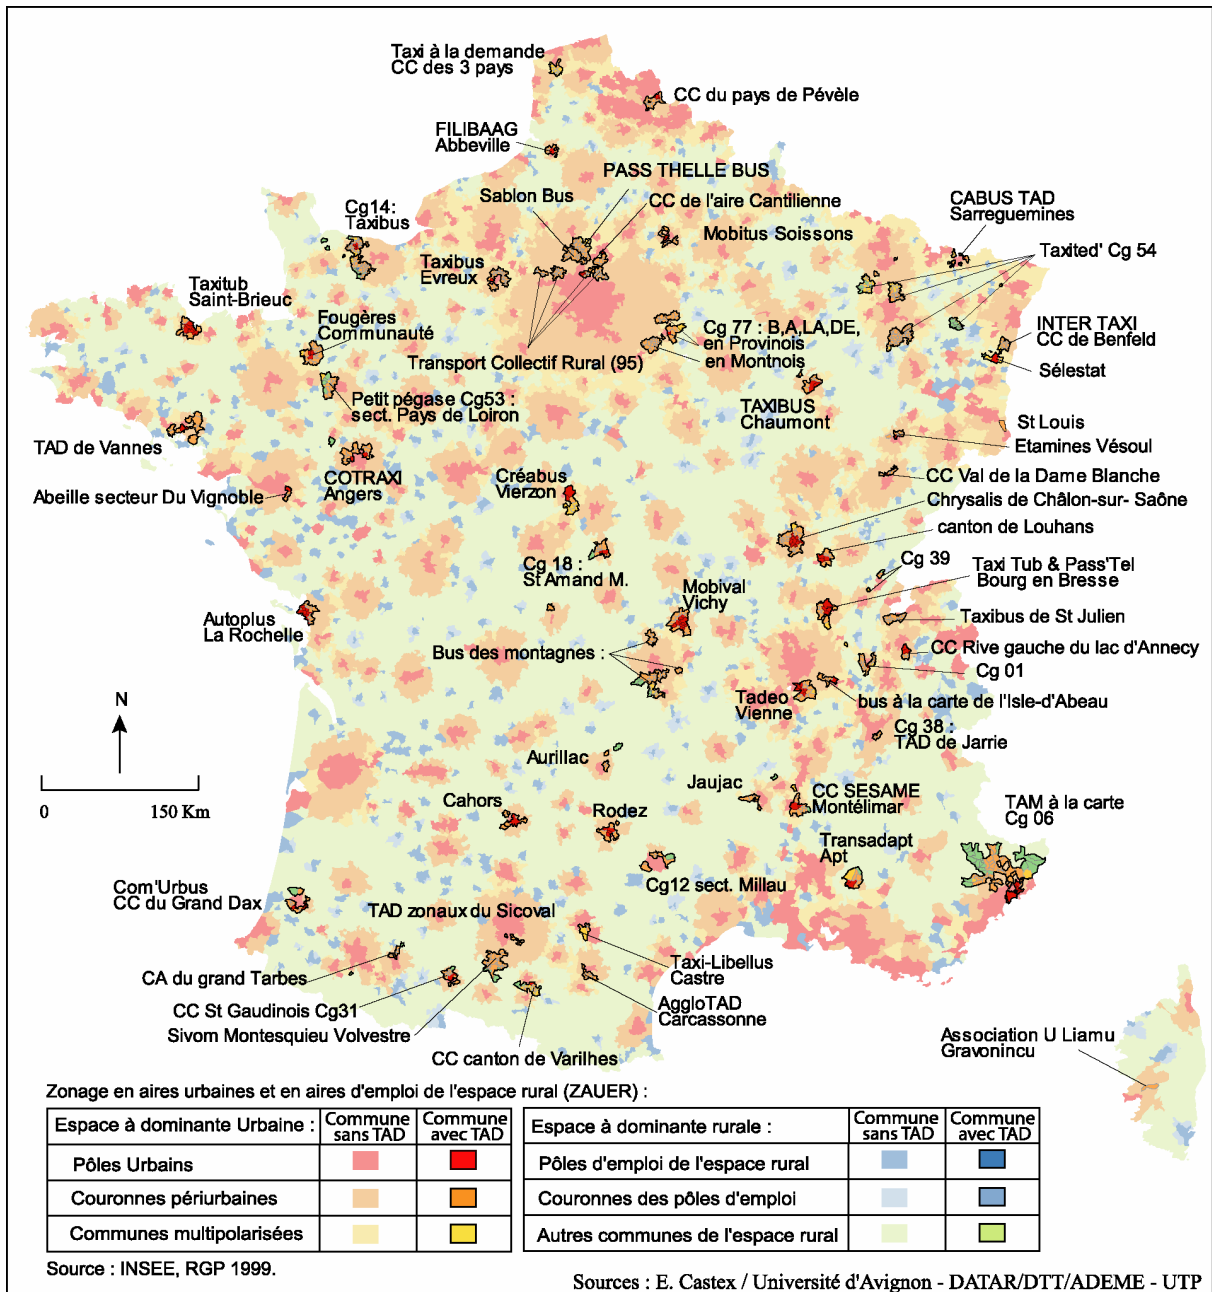 Taxi à la demande
CC des 3 pays
CC du pays de Pévèle
FILIBAAG
Abbeville
PASS THELLE BUS
Sablon Bus
CC de l'aire Cantilienne
Cg14:
Taxibus
Mobitus Soissons
CABUS TAD
Sarreguemines
Taxited' Cg 54
Taxibus
Evreux
Taxitub
Saint-Brieuc
Fougères
Communauté
Cg 77 : B,A,LA,DE,
en Provinois
en Montnois
INTER TAXI
CC de Benfeld
Transport Collectif Rural (95)
Sélestat
Petit pégase Cg53 :
sect. Pays de Loiron
TAXIBUS
Chaumont
St Louis
Etamines Vésoul
TAD de Vannes
COTRAXI
Angers
Créabus
Vierzon
CC Val de la Dame Blanche
Abeille secteur Du Vignoble
Chrysalis de Châlon-sur- Saône
canton de Louhans
Cg 18 :
St Amand M.
Cg 39
Taxi Tub & Pass'Tel
Bourg en Bresse
Mobival
Vichy
Autoplus
La Rochelle
Taxibus de St Julien
Bus des montagnes :
CC Rive gauche du lac d'Annecy
Cg 01
Tadeo
Vienne
bus à la carte de l'Isle-d'Abeau
N
Cg 38 :
TAD de Jarrie
Aurillac
Jaujac
CC SESAME
Montélimar
0
150 Km
Cahors
Rodez
TAM à la carte
Cg 06
Transadapt
Apt
Com'Urbus
CC du Grand Dax
Cg12 sect. Millau
TAD zonaux du Sicoval
Taxi-Libellus
Castre
CA du grand Tarbes
AggloTAD
Carcassonne
CC St Gaudinois Cg31
Sivom Montesquieu Volvestre
CC canton de Varilhes
Association U Liamu
Gravonincu
Zonage en aires urbaines et en aires d'emploi de l'espace rural (ZAUER) :
Espace à dominante Urbaine :
Commune
sans TAD
Commune
avec TAD
Pôles Urbains
Couronnes périurbaines
Communes multipolarisées
Espace à dominante rurale :
Commune
sans TAD
Commune
avec TAD
Pôles d'emploi de l'espace rural
Couronnes des pôles d'emploi
Autres communes de l'espace rural
Source : INSEE, RGP 1999.
Sources : E. Castex / Université d'Avignon - DATAR/DTT/ADEME - UTP